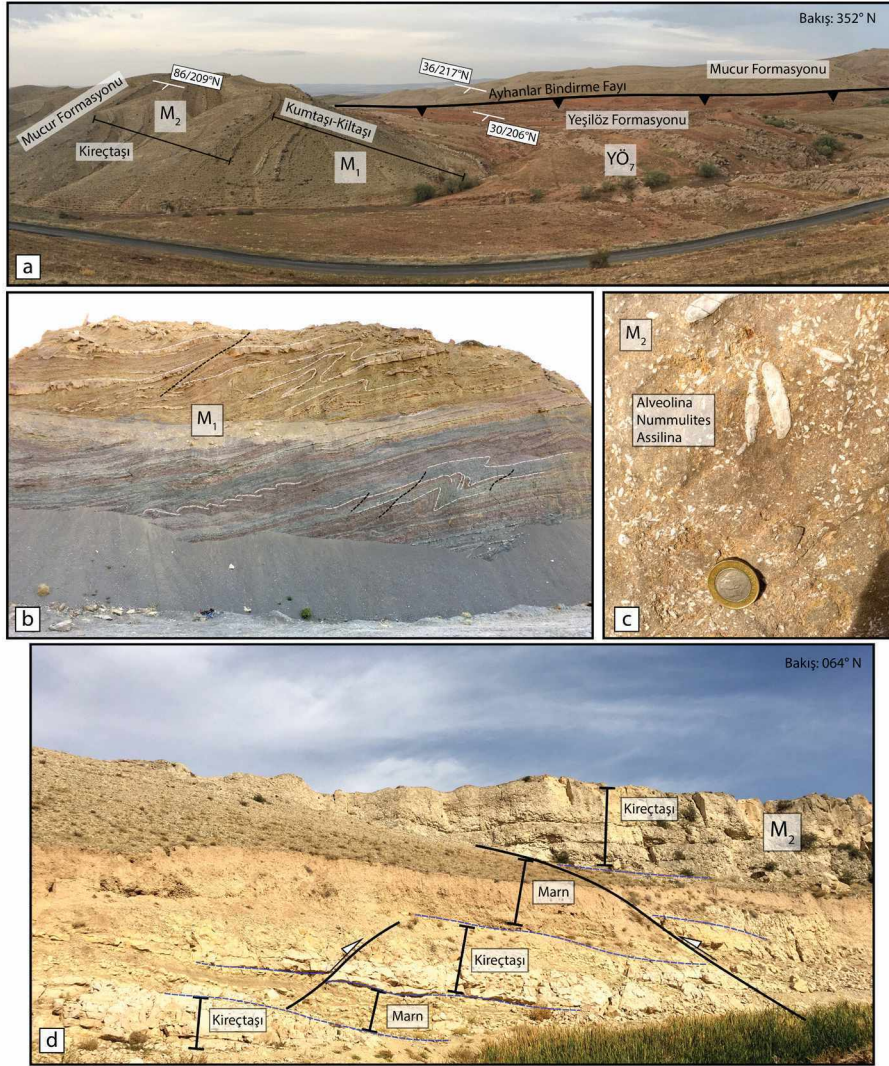 Bakış: 352° N
86/209°N
36/217°N
Mucur Formasyonu
Ayhanlar Bindirme Fayı
Mucur Formasyonu
M2
Kumtaşı-Kiltaşı
30/206°N
Yeşilöz Formasyonu
Kireçtaşı
M1
YÖ7
a
M1
b
M2
Alveolina
Nummulites
Assilina
c
Bakış: 064° N
Kireçtaşı
M2
Marn
Kireçtaşı
Kireçtaşı
Marn
d